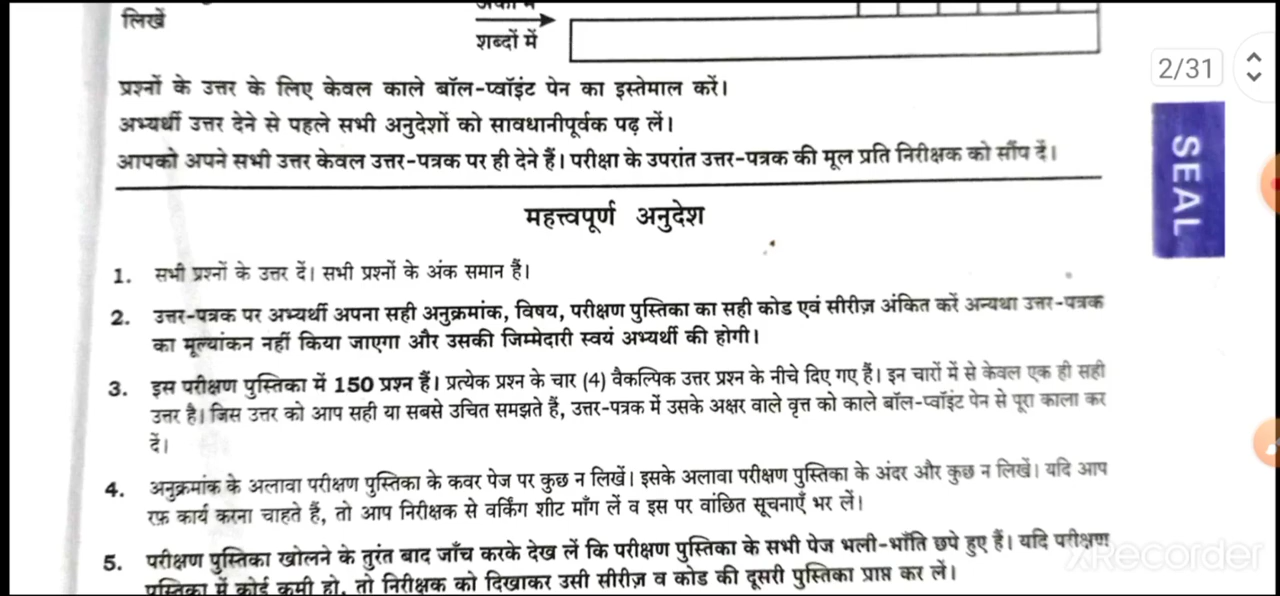 लिखें
शब्दों में
2/31
प्रश्नों के उत्तर के लिए केवल काले बॉल-प्वॉइंट पेन का इस्तेमाल करें।
अभ्यर्थी उत्तर देने से पहले सभी अनुदेशों को सावधानीपूर्वक पढ़ लें।
आपको अपने सभी उत्तर केवल उत्तर-पत्रक पर ही देने हैं। परीक्षा के उपरांत उत्तर-पत्रक की मूल प्रति निरीक्षक को सौंप दें।
SEAL
महत्त्वपूर्ण अनुदेश
1. सभी प्रश्नों के उत्तर दें। सभी प्रश्नों के अंक समान हैं।
2. उत्तर-पत्रक पर अभ्यर्थी अपना सही अनुक्रमांक, विषय, परीक्षण पुस्तिका का सही कोड एवं सीरीज़ अंकित करें अन्यथा उत्तर-पत्रक
का मूल्यांकन नहीं किया जाएगा और उसकी जिम्मेदारी स्वयं अभ्यर्थी की होगी।
3. इस परीक्षण पुस्तिका में 150 प्रश्न हैं। प्रत्येक प्रश्न के चार (4) वैकल्पिक उत्तर प्रश्न के नीचे दिए गए हैं। इन चारों में से केवल एक ही सही
उत्तर है। जिस उत्तर को आप सही या सबसे उचित समझते हैं, उत्तर-पत्रक में उसके अक्षर वाले वृत्त को काले बॉल-प्वॉइंट पेन से पूरा काला कर
दें।
4. अनुक्रमांक के अलावा परीक्षण पुस्तिका के कवर पेज पर कुछ न लिखें। इसके अलावा परीक्षण पुस्तिका के अंदर और कुछ न लिखें। यदि आप
रफ़ कार्य करना चाहते हैं, तो आप निरीक्षक से वर्किंग शीट माँग लें व इस पर वांछित सूचनाएँ भर लें।
5. परीक्षण पुस्तिका खोलने के तुरंत बाद जाँच करके देख लें कि परीक्षण पुस्तिका के सभी पेज भली-भाँति छपे हुए हैं। यदि परीक्षण
पुस्तिका में कोई कमी हो, तो निरीक्षक को दिखाकर उसी सीरीज़ व कोड की दूसरी पुस्तिका प्राप्त कर लें।
XRecorder